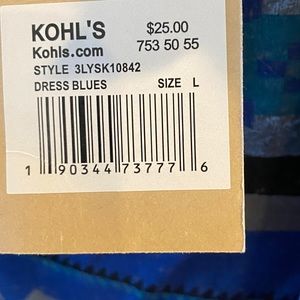 KOHL'S $25.00
Kohls.com 753 50 55
STYLE 3LYSK10842
DRESS BLUES SIZE L
1 90344 73777 6